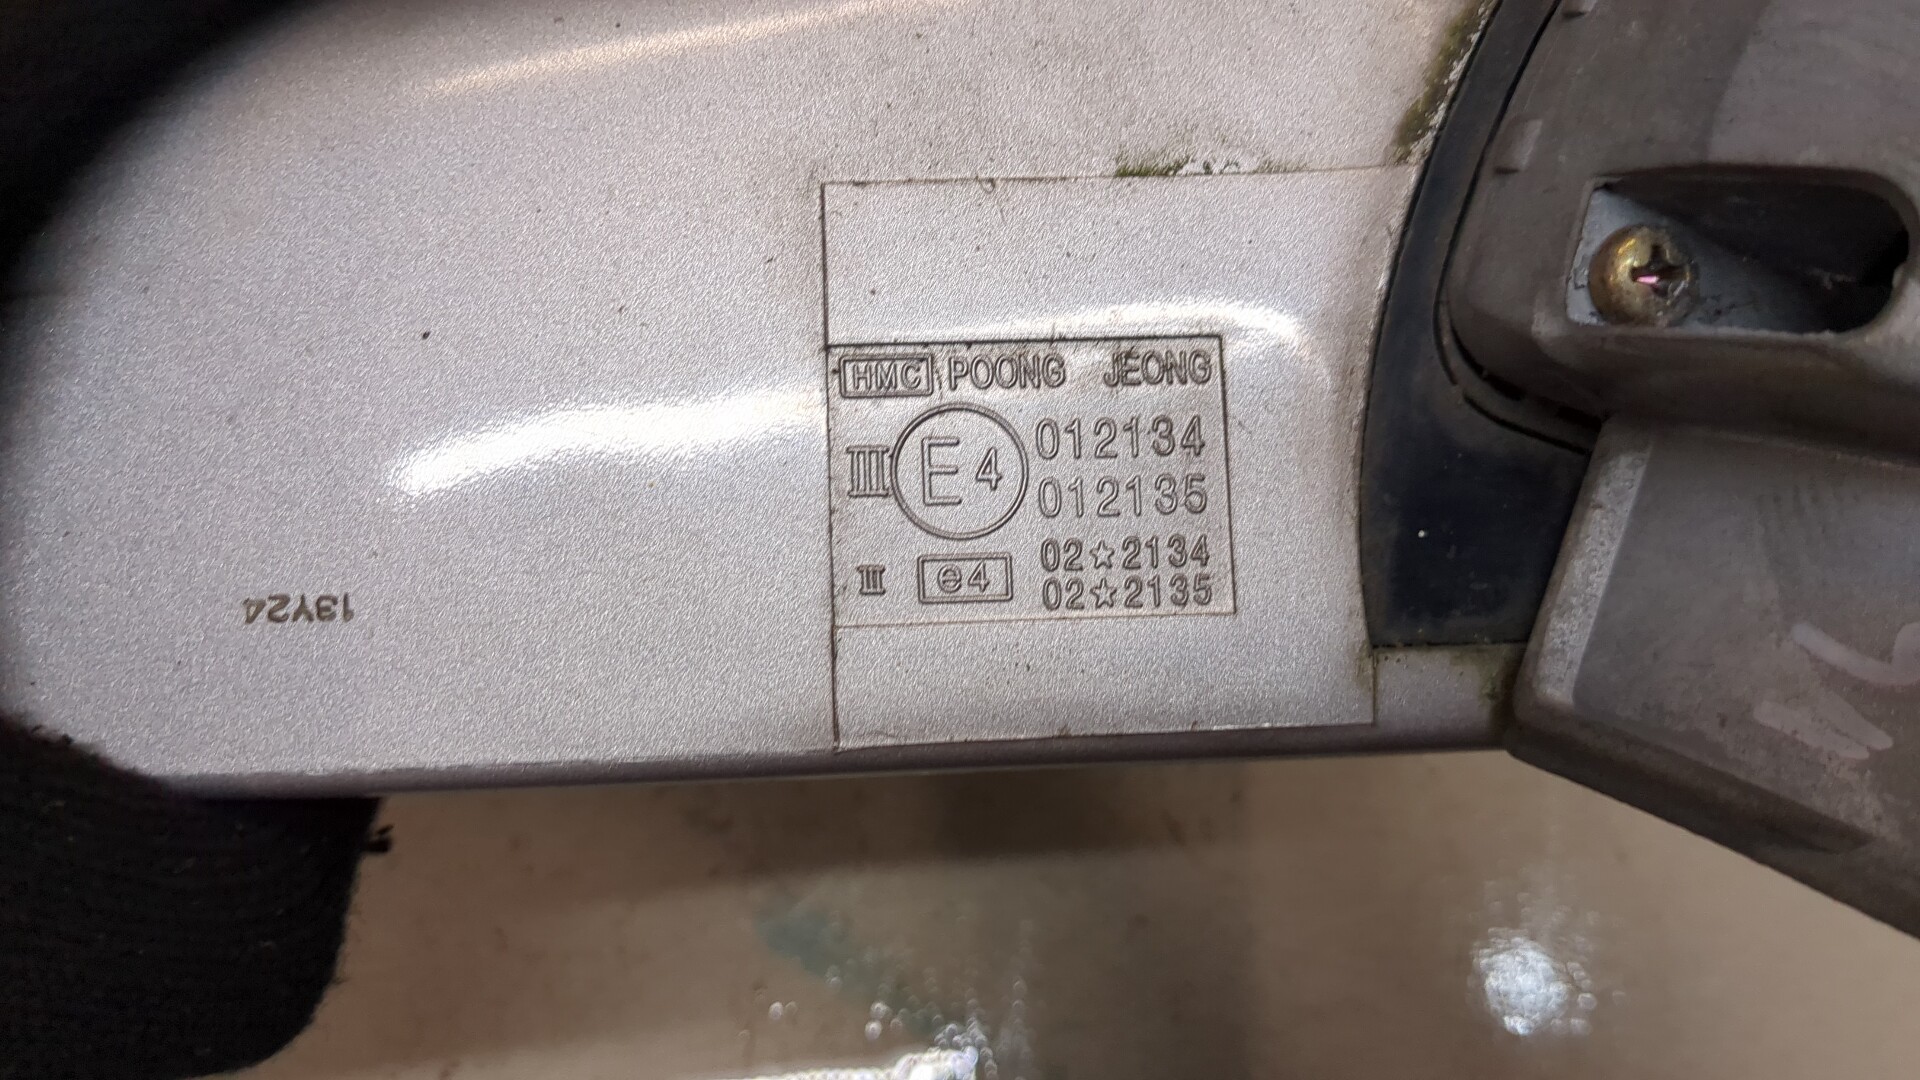 HMC POONG JEONG
III E4 012134
012135
III e4 02☆2134
02☆2135
13Y24